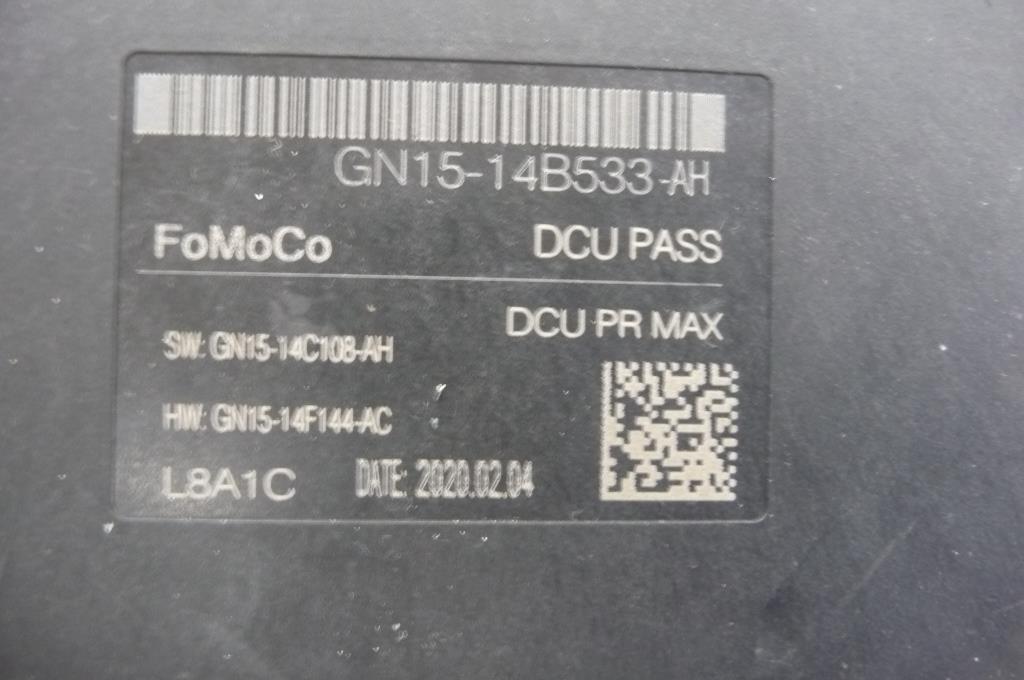 GN15-14B533-AH
FoMoCo DCU PASS
DCU PR MAX
SW: GN15-14C108-AH
HW: GN15-14F144-AC
L8A1C DATE: 2020.02.04